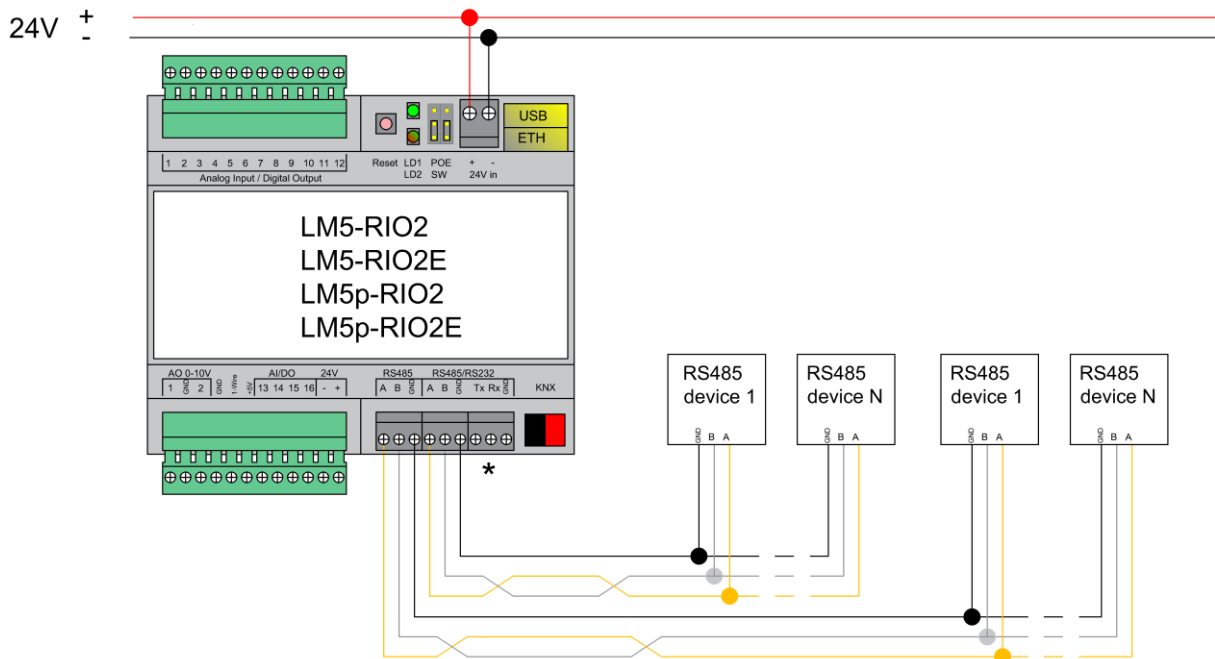 24V + -
USB
ETH
1 2 3 4 5 6 7 8 9 10 11 12
Analog Input / Digital Output
Reset LD1 POE + -
LD2 SW 24V in
LM5-RIO2
LM5-RIO2E
LM5p-RIO2
LM5p-RIO2E
AO 0-10V AI/DO 24V RS485 RS485/RS232
1 GND 2 GND 1-Wire +5V 13 14 15 16 - + A B GND A B GND Tx Rx GND KNX
*
RS485
device 1
GND B A
RS485
device N
GND B A
RS485
device 1
GND B A
RS485
device N
GND B A